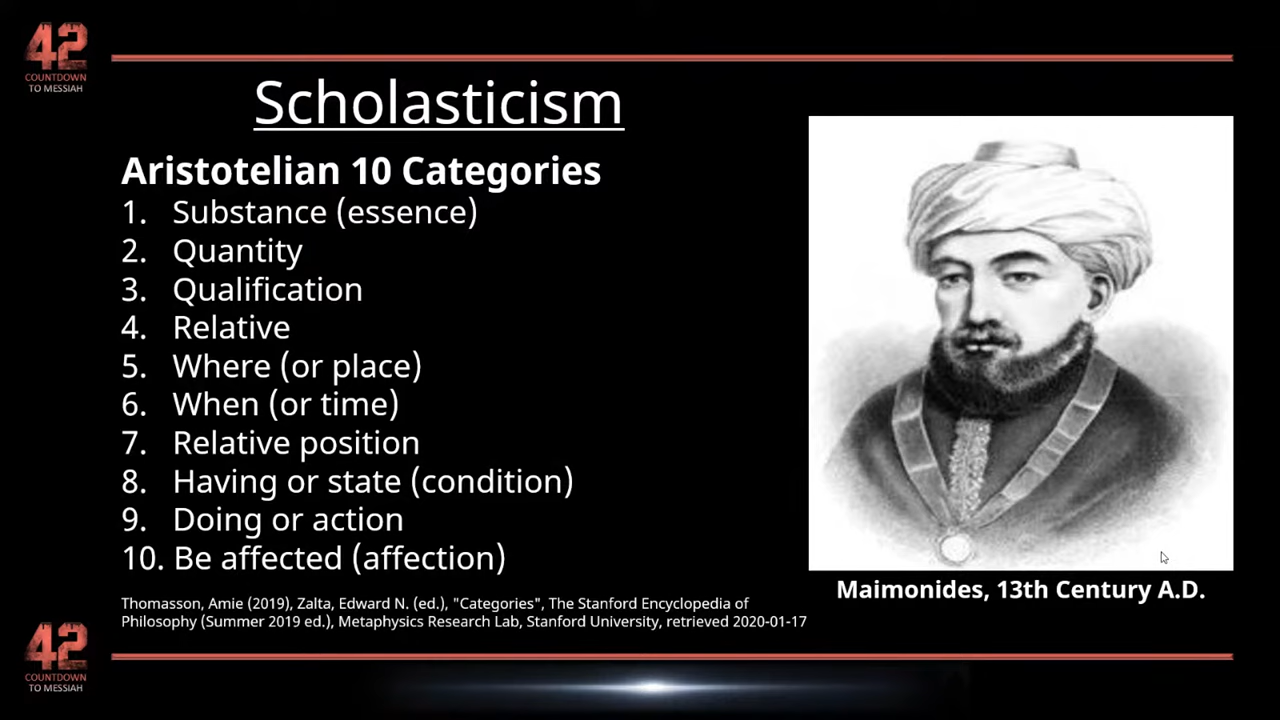 42
COUNTDOWN
TO MESSIAH
Scholasticism
Aristotelian 10 Categories
1. Substance (essence)
2. Quantity
3. Qualification
4. Relative
5. Where (or place)
6. When (or time)
7. Relative position
8. Having or state (condition)
9. Doing or action
10. Be affected (affection)
Thomasson, Amie (2019), Zalta, Edward N. (ed.), "Categories", The Stanford Encyclopedia of
Philosophy (Summer 2019 ed.), Metaphysics Research Lab, Stanford University, retrieved 2020-01-17
Maimonides, 13th Century A.D.
42
COUNTDOWN
TO MESSIAH